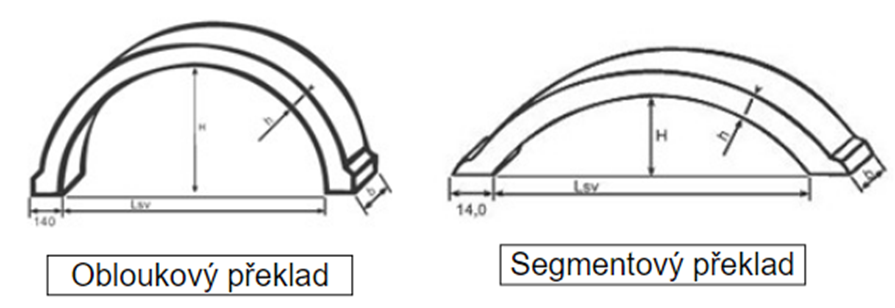 H
h
b
Lsv
140
Obloukový překlad
H
h
b
Lsv
14,0
Segmentový překlad